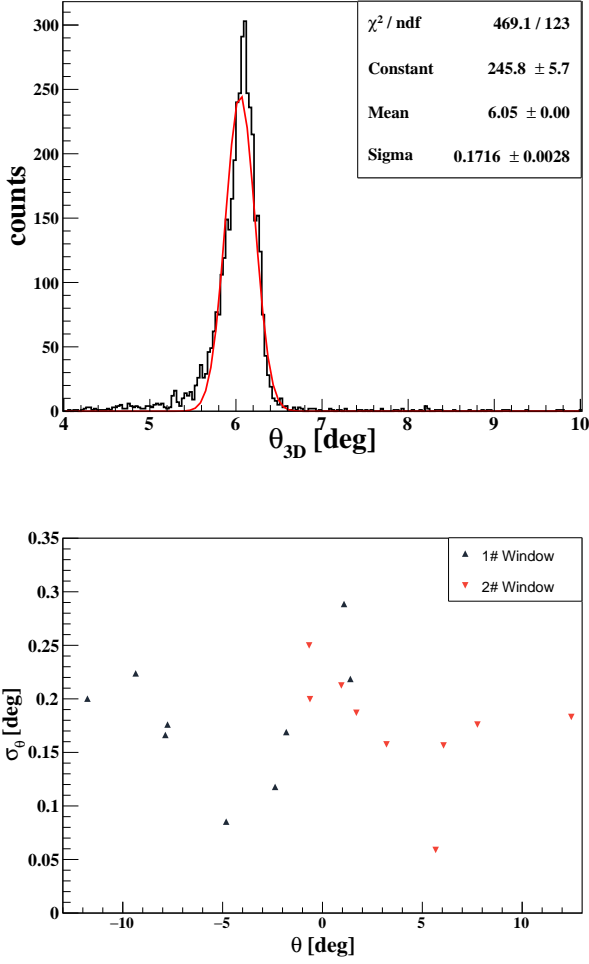 χ² / ndf 469.1 / 123
Constant 245.8 ± 5.7
Mean 6.05 ± 0.00
Sigma 0.1716 ± 0.0028
counts
300
250
200
150
100
50
0
4 5 6 7 8 9 10
θ3D [deg]
1# Window
2# Window
σθ [deg]
0.35
0.3
0.25
0.2
0.15
0.1
0.05
0
−10 −5 0 5 10
θ [deg]